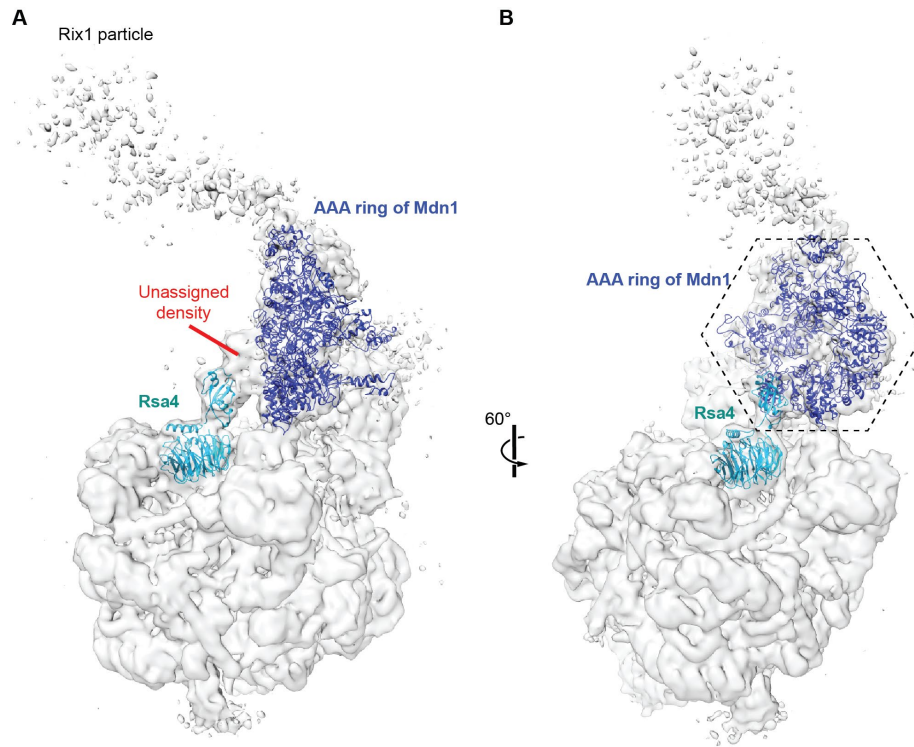 A
Rix1 particle
AAA ring of Mdn1
Unassigned
density
Rsa4
60°
B
AAA ring of Mdn1
Rsa4